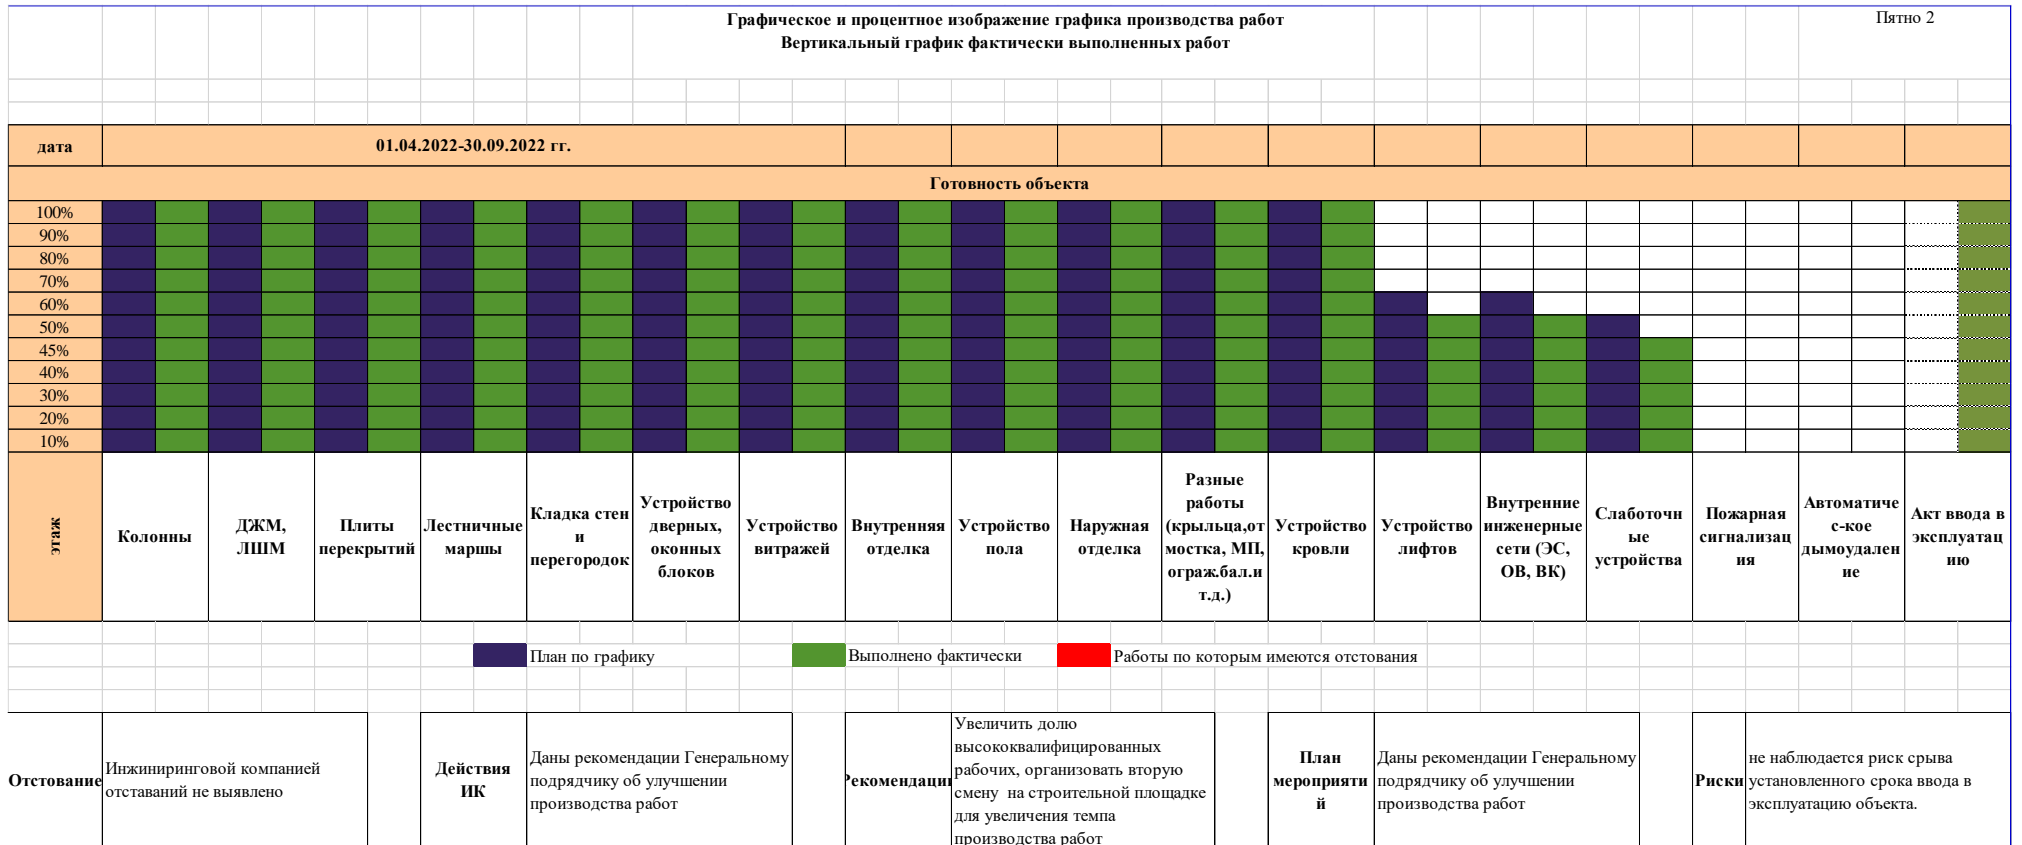 Графическое и процентное изображение графика производства работ
Пятно 2
Вертикальный график фактически выполненных работ
дата
01.04.2022-30.09.2022 гг.
Готовность объекта
100%
90%
80%
70%
60%
50%
45%
40%
30%
20%
10%
этаж
Колонны
ДЖМ,
ЛШМ
Плиты
перекрытий
Лестничные
марши
Кладка стен
и
перегородок
Устройство
дверных,
оконных
блоков
Устройство
витражей
Внутренняя
отделка
Устройство
пола
Наружная
отделка
Разные
работы
(крыльца,от
мостка, МП,
ограж.бал.и
т.д.)
Устройство
кровли
Устройство
лифтов
Внутренние
инженерные
сети (ЭС,
ОВ, ВК)
Слаботочн
ые
устройства
Пожарная
сигнализац
ия
Автоматиче
с-кое
дымоудален
ие
Акт ввода в
эксплуатац
ию
План по графику
Выполнено фактически
Работы по которым имеются отстования
Отстование
Инжиниринговой компанией
отставаний не выявлено
Действия
ИК
Даны рекомендации Генеральному
подрядчику об улучшении
производства работ
Рекомендации
Увеличить долю
высококвалифицированных
рабочих, организовать вторую
смену на строительной площадке
для увеличения темпа
производства работ
План
мероприяти
й
Даны рекомендации Генеральному
подрядчику об улучшении
производства работ
Риски
не наблюдается риск срыва
установленного срока ввода в
эксплуатацию объекта.